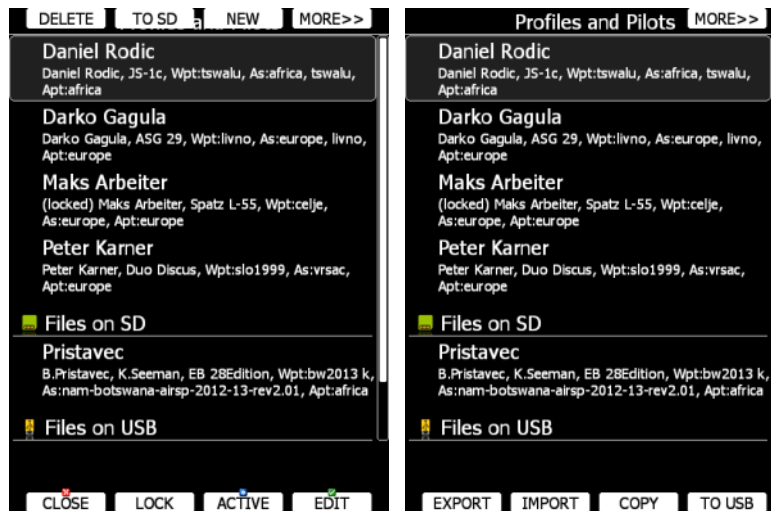 DELETE TO SD NEW MORE>>
Profiles and Pilots
Daniel Rodic
Daniel Rodic, JS-1c, Wpt:tswalu, As:africa, tswalu,
Apt:africa
Darko Gagula
Darko Gagula, ASG 29, Wpt:livno, As:europe, livno,
Apt:europe
Maks Arbeiter
(locked) Maks Arbeiter, Spatz L-55, Wpt:celje,
As:europe, Apt:europe
Peter Karner
Peter Karner, Duo Discus, Wpt:slo1999, As:vrsac,
Apt:europe
Files on SD
Pristavec
B.Pristavec, K.Seeman, EB 28Edition, Wpt:bw2013 k,
As:nam-botswana-airsp-2012-13-rev2.01, Apt:africa
Files on USB
CLOSE LOCK ACTIVE EDIT
Profiles and Pilots MORE>>
Daniel Rodic
Daniel Rodic, JS-1c, Wpt:tswalu, As:africa, tswalu,
Apt:africa
Darko Gagula
Darko Gagula, ASG 29, Wpt:livno, As:europe, livno,
Apt:europe
Maks Arbeiter
(locked) Maks Arbeiter, Spatz L-55, Wpt:celje,
As:europe, Apt:europe
Peter Karner
Peter Karner, Duo Discus, Wpt:slo1999, As:vrsac,
Apt:europe
Files on SD
Pristavec
B.Pristavec, K.Seeman, EB 28Edition, Wpt:bw2013 k,
As:nam-botswana-airsp-2012-13-rev2.01, Apt:africa
Files on USB
EXPORT IMPORT COPY TO USB